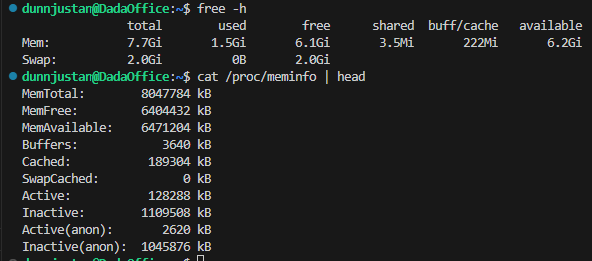 dunnjustan@DadaOffice:~$ free -h
               total        used        free      shared  buff/cache   available
Mem:           7.7Gi       1.5Gi       6.1Gi       3.5Mi       222Mi       6.2Gi
Swap:          2.0Gi          0B       2.0Gi
dunnjustan@DadaOffice:~$ cat /proc/meminfo | head
MemTotal:        8047784 kB
MemFree:         6404432 kB
MemAvailable:    6471204 kB
Buffers:            3640 kB
Cached:           189304 kB
SwapCached:            0 kB
Active:           128288 kB
Inactive:        1109508 kB
Active(anon):       2620 kB
Inactive(anon):  1045876 kB
dunnjustan@DadaOffice:~$